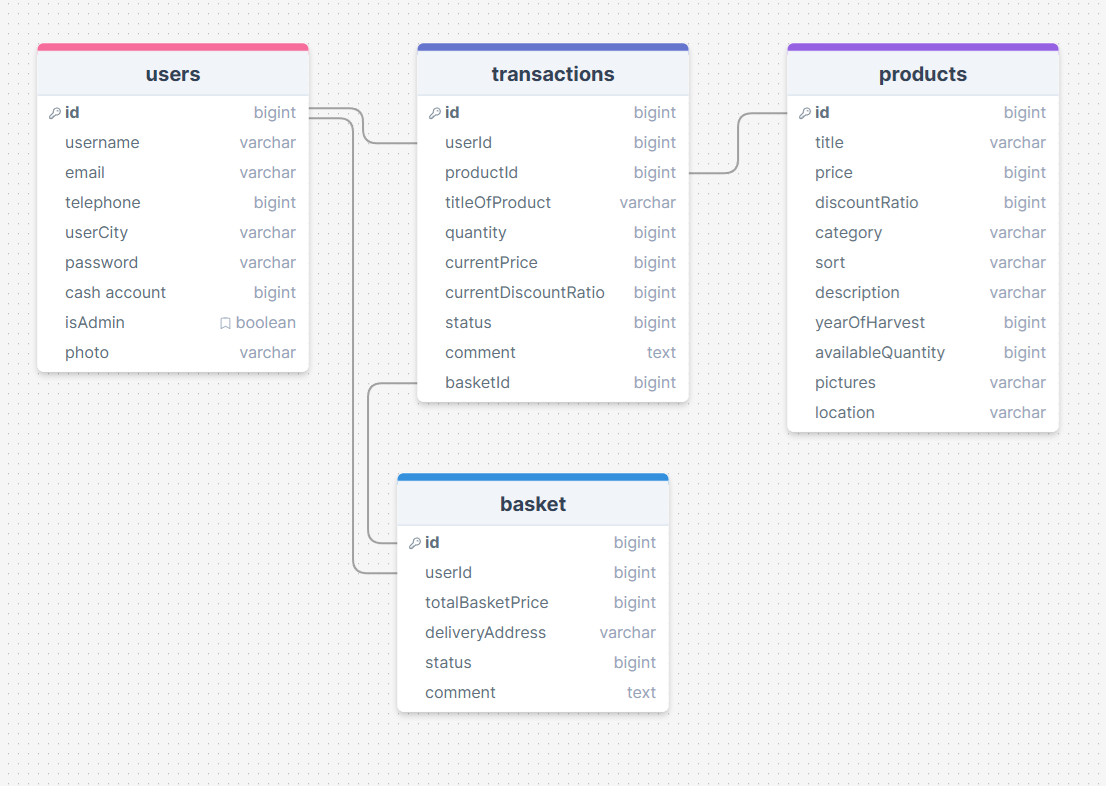 users
id bigint
username varchar
email varchar
telephone bigint
userCity varchar
password varchar
cash account bigint
isAdmin boolean
photo varchar
transactions
id bigint
userId bigint
productId bigint
titleOfProduct varchar
quantity bigint
currentPrice bigint
currentDiscountRatio bigint
status bigint
comment text
basketId bigint
products
id bigint
title varchar
price bigint
discountRatio bigint
category varchar
sort varchar
description varchar
yearOfHarvest bigint
availableQuantity bigint
pictures varchar
location varchar
basket
id bigint
userId bigint
totalBasketPrice bigint
deliveryAddress varchar
status bigint
comment text